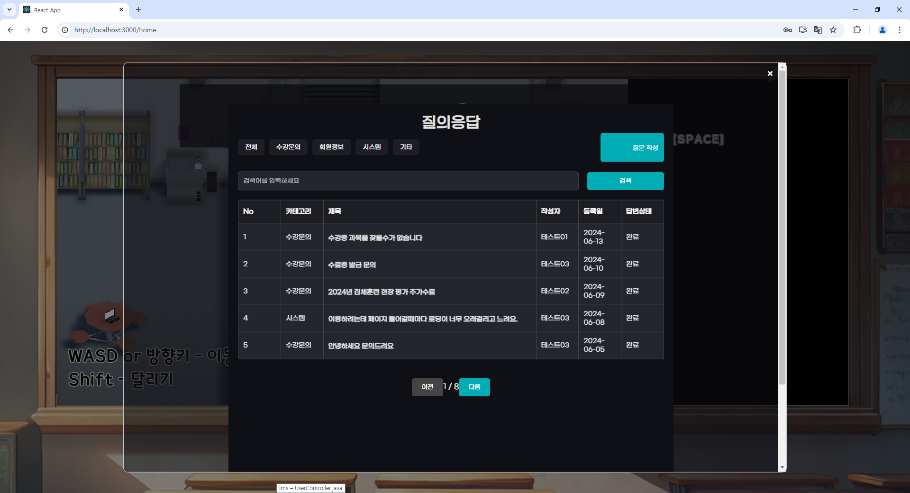 React App
http://localhost:3000/home
질의응답
전체 수강문의 회원정보 시스템 기타
질문 작성
[SPACE]
검색어를 입력하세요
검색
No 카테고리 제목 작성자 등록일 답변상태
1 수강문의 수강중 과목을 찾을수가 없습니다 테스트01 2024-06-13 완료
2 수강문의 수료증 발급 문의 테스트03 2024-06-10 완료
3 수강문의 2024년 집체훈련 현장 평가 추가수료 테스트02 2024-06-09 완료
4 시스템 이용하려는데 페이지 들어갈때마다 로딩이 너무 오래걸리고 느려요. 테스트03 2024-06-08 완료
5 수강문의 안녕하세요 문의드려요 테스트03 2024-06-05 완료
WASD or 방향키 - 이동
Shift - 달리기
이전 1 / 8 다음
lms – UserController.java